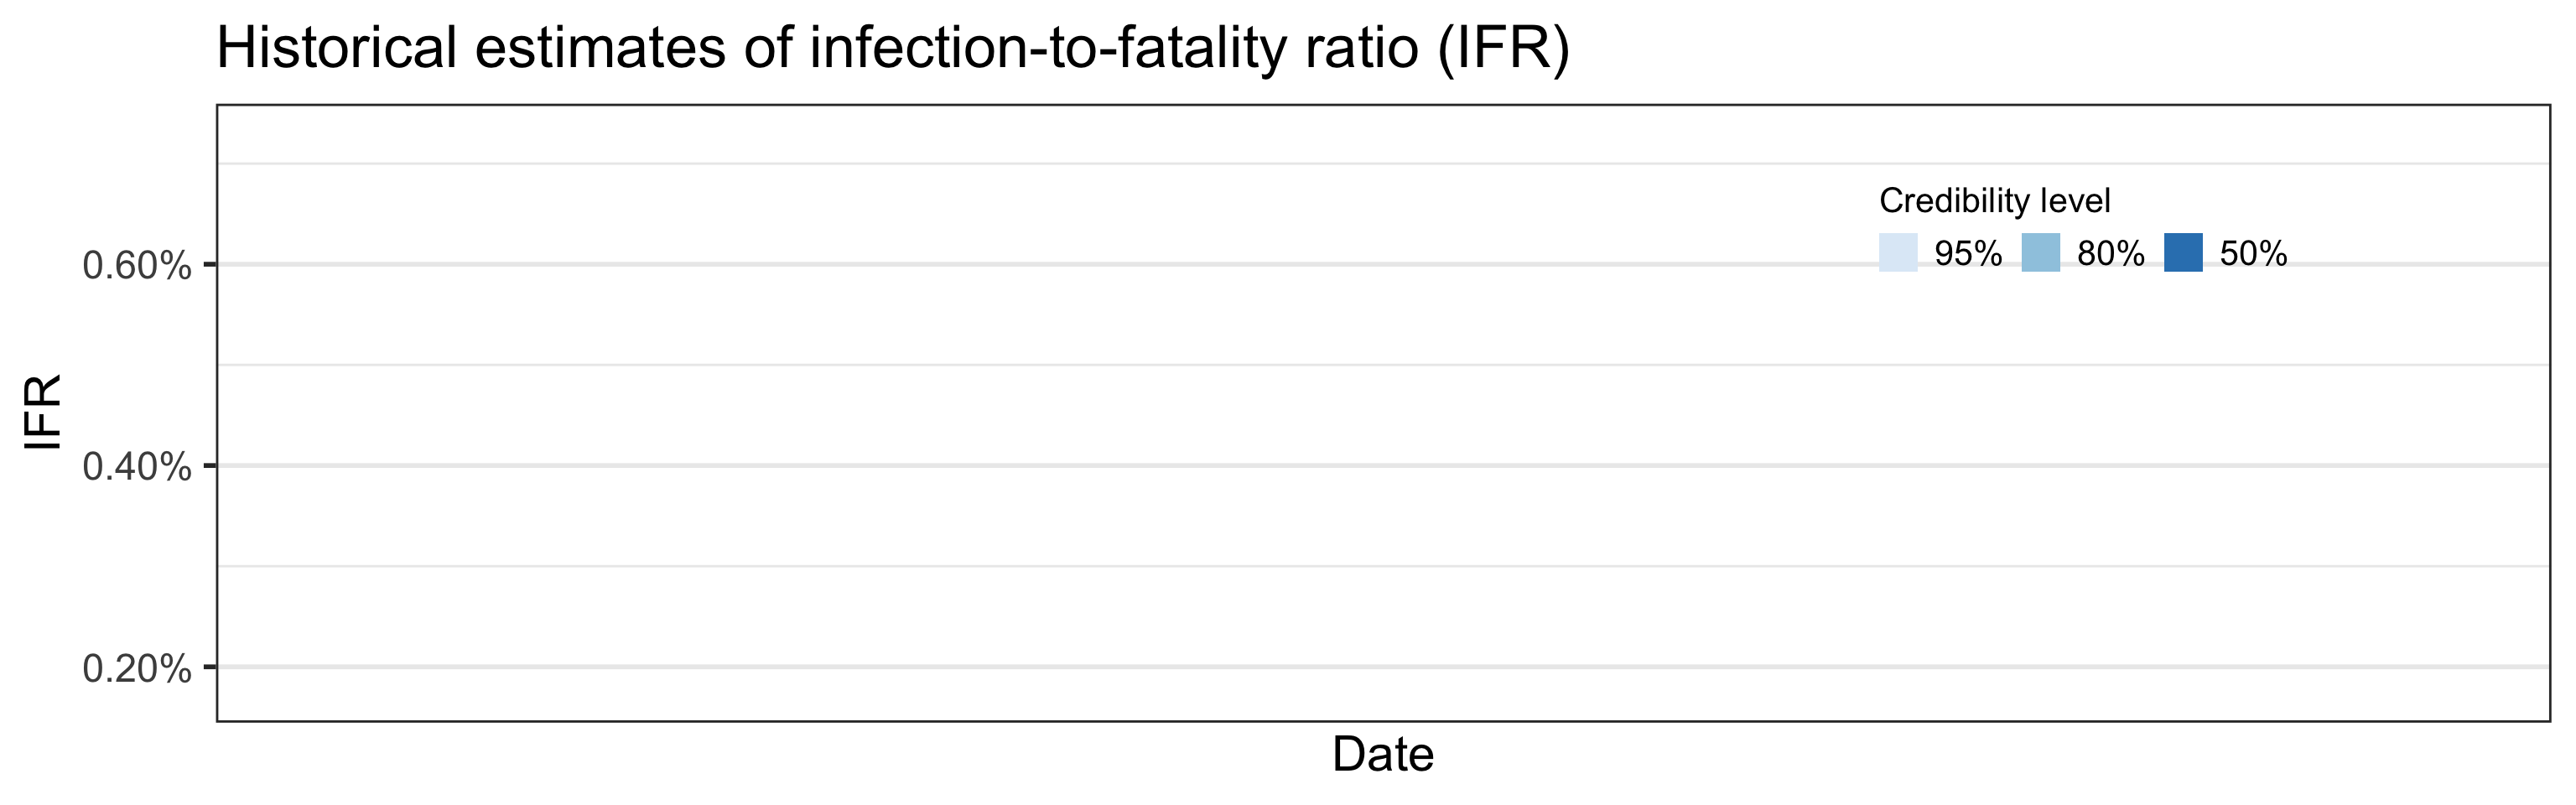 Historical estimates of infection-to-fatality ratio (IFR)
Credibility level
95% 80% 50%
0.60%
0.40%
0.20%
IFR
Date